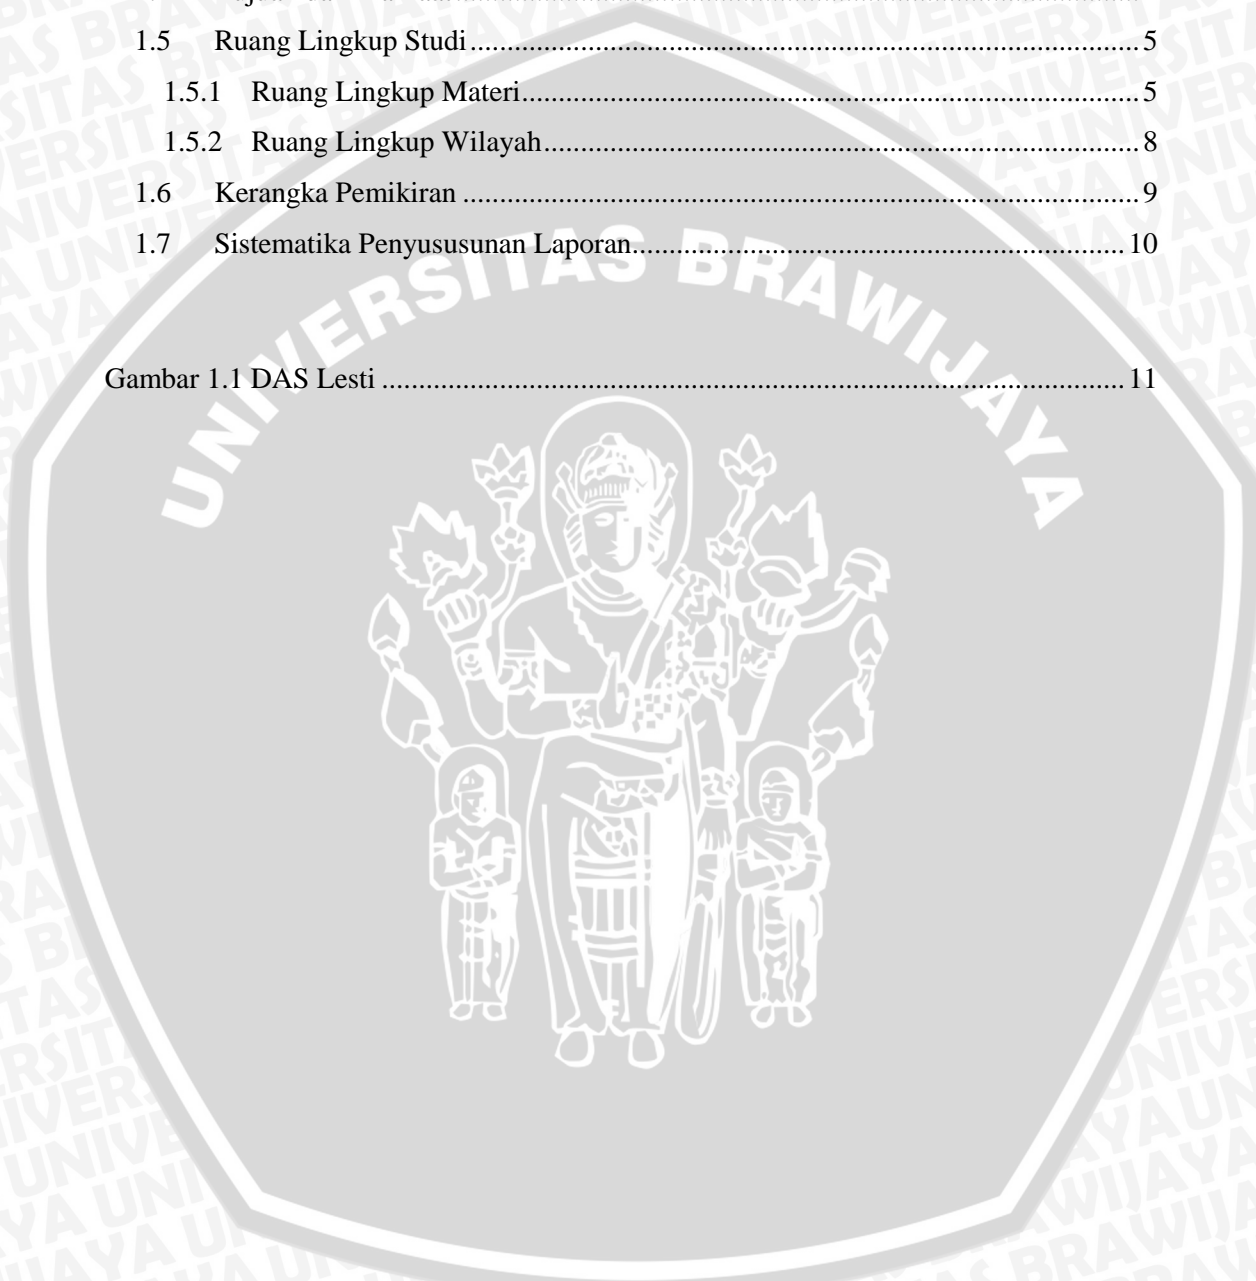 1.5 Ruang Lingkup Studi ........................................................................................... 5
1.5.1 Ruang Lingkup Materi ................................................................................... 5
1.5.2 Ruang Lingkup Wilayah ................................................................................ 8
1.6 Kerangka Pemikiran ............................................................................................ 9
1.7 Sistematika Penyususunan Laporan ................................................................... 10
UNIVERSITAS BRAWIJAYA
Gambar 1.1 DAS Lesti ..................................................................................................... 11